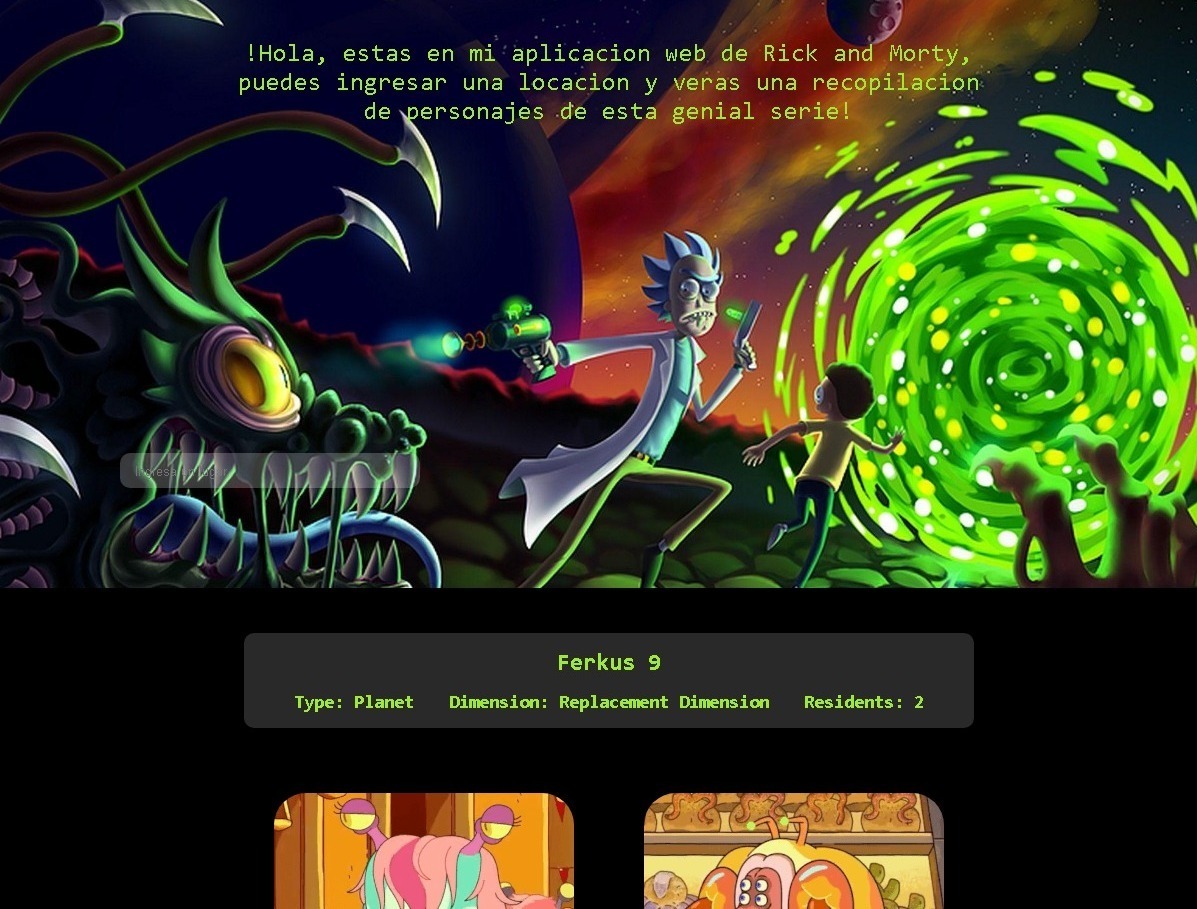 !Hola, estas en mi aplicacion web de Rick and Morty,
puedes ingresar una locacion y veras una recopilacion
de personajes de esta genial serie!
Ferkus 9
Type: Planet Dimension: Replacement Dimension Residents: 2